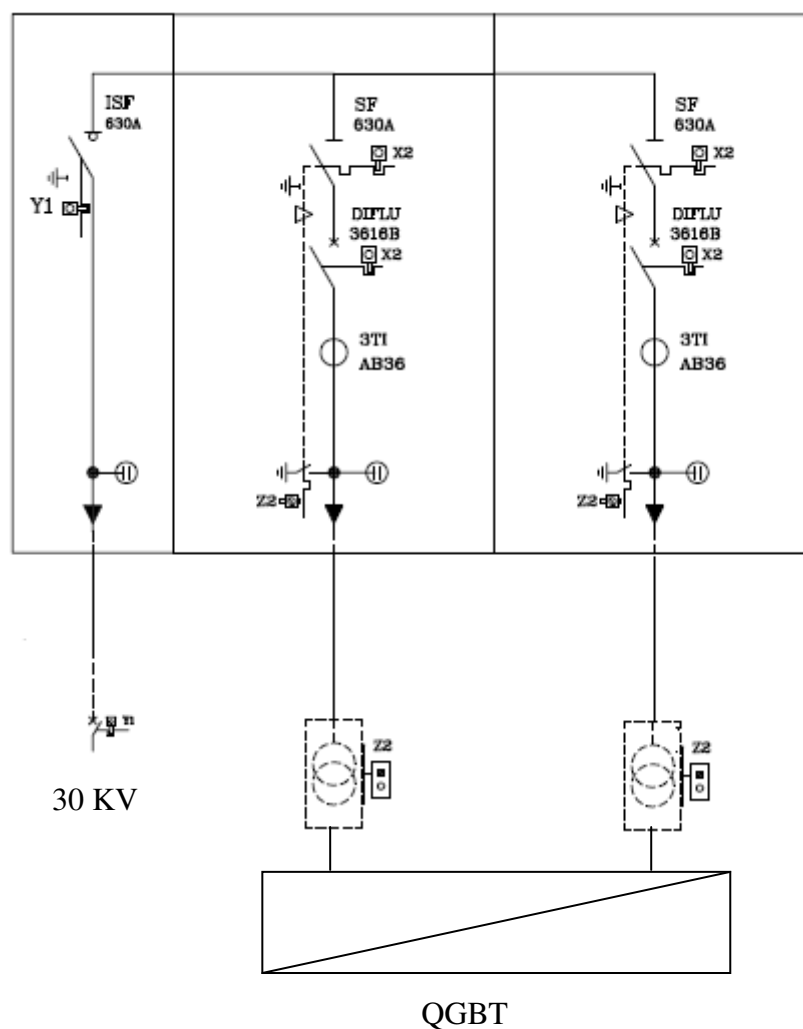 ISF
630A
Y1
SF
630A
X2
DIFLU
3616B
X2
3TI
AB36
Z2
SF
630A
X2
DIFLU
3616B
X2
3TI
AB36
Z2
Y1
30 KV
Z2
Z2
QGBT